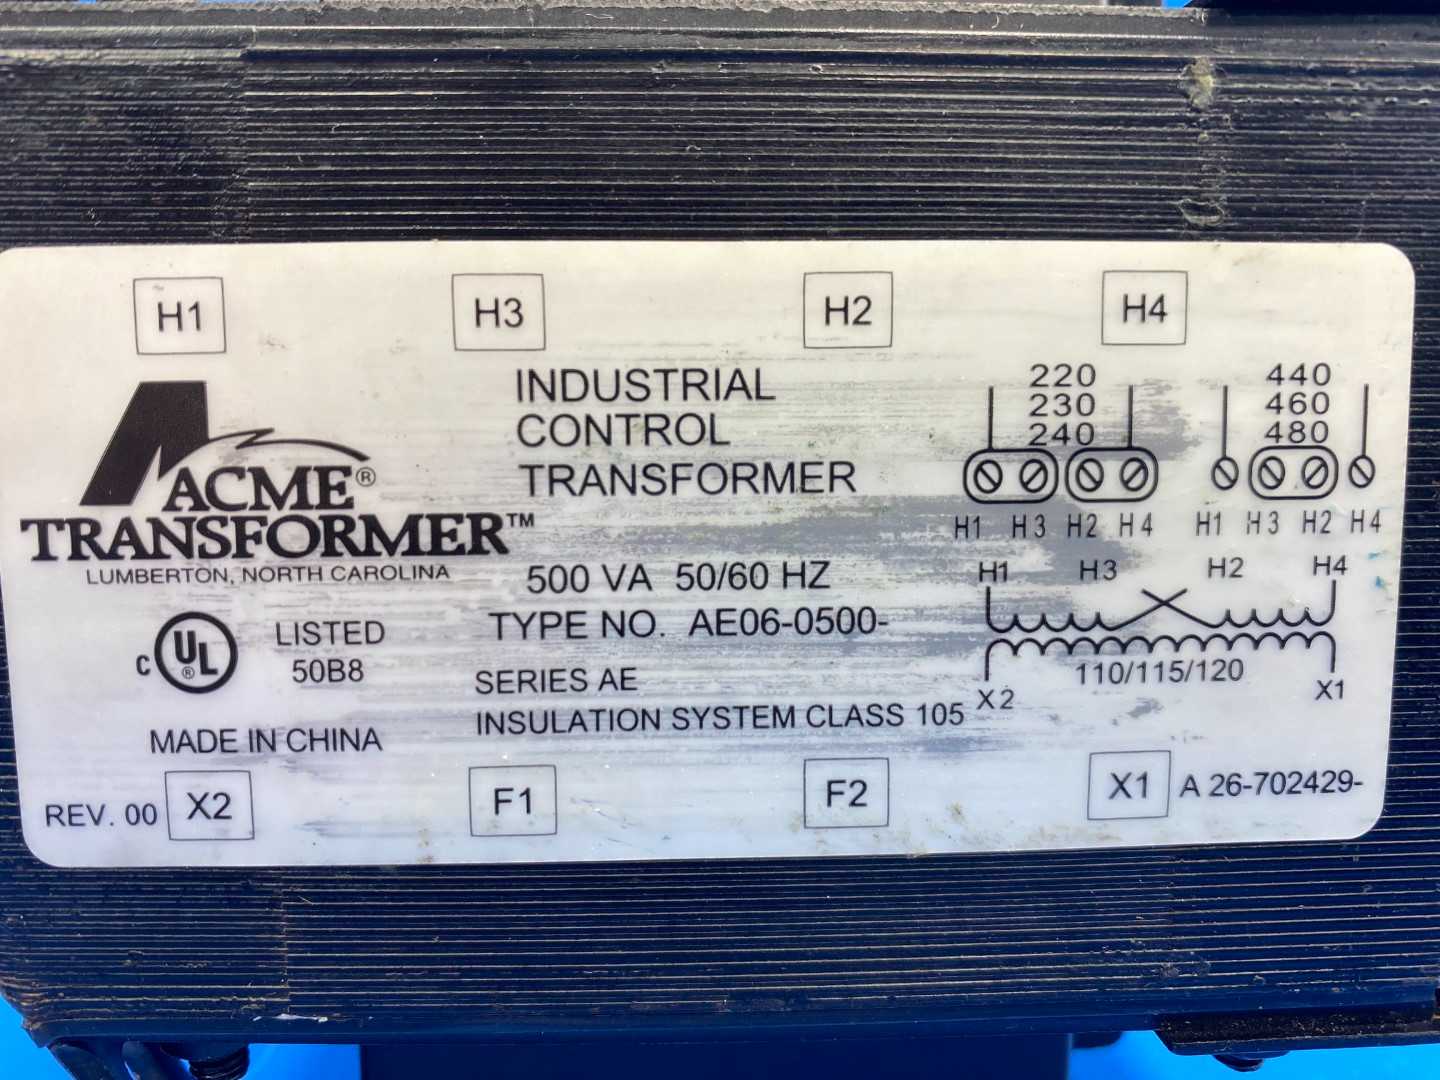 H1 H3 H2 H4
ACME®
TRANSFORMER™
LUMBERTON, NORTH CAROLINA
C UL® LISTED
50B8
MADE IN CHINA
INDUSTRIAL
CONTROL
TRANSFORMER
500 VA 50/60 HZ
TYPE NO. AE06-0500-
SERIES AE
INSULATION SYSTEM CLASS 105
220
230
240
H1 H3 H2 H4
440
460
480
H1 H3 H2 H4
H1 H3 H2 H4
110/115/120
X2 X1
REV. 00 X2 F1 F2 X1 A 26-702429-